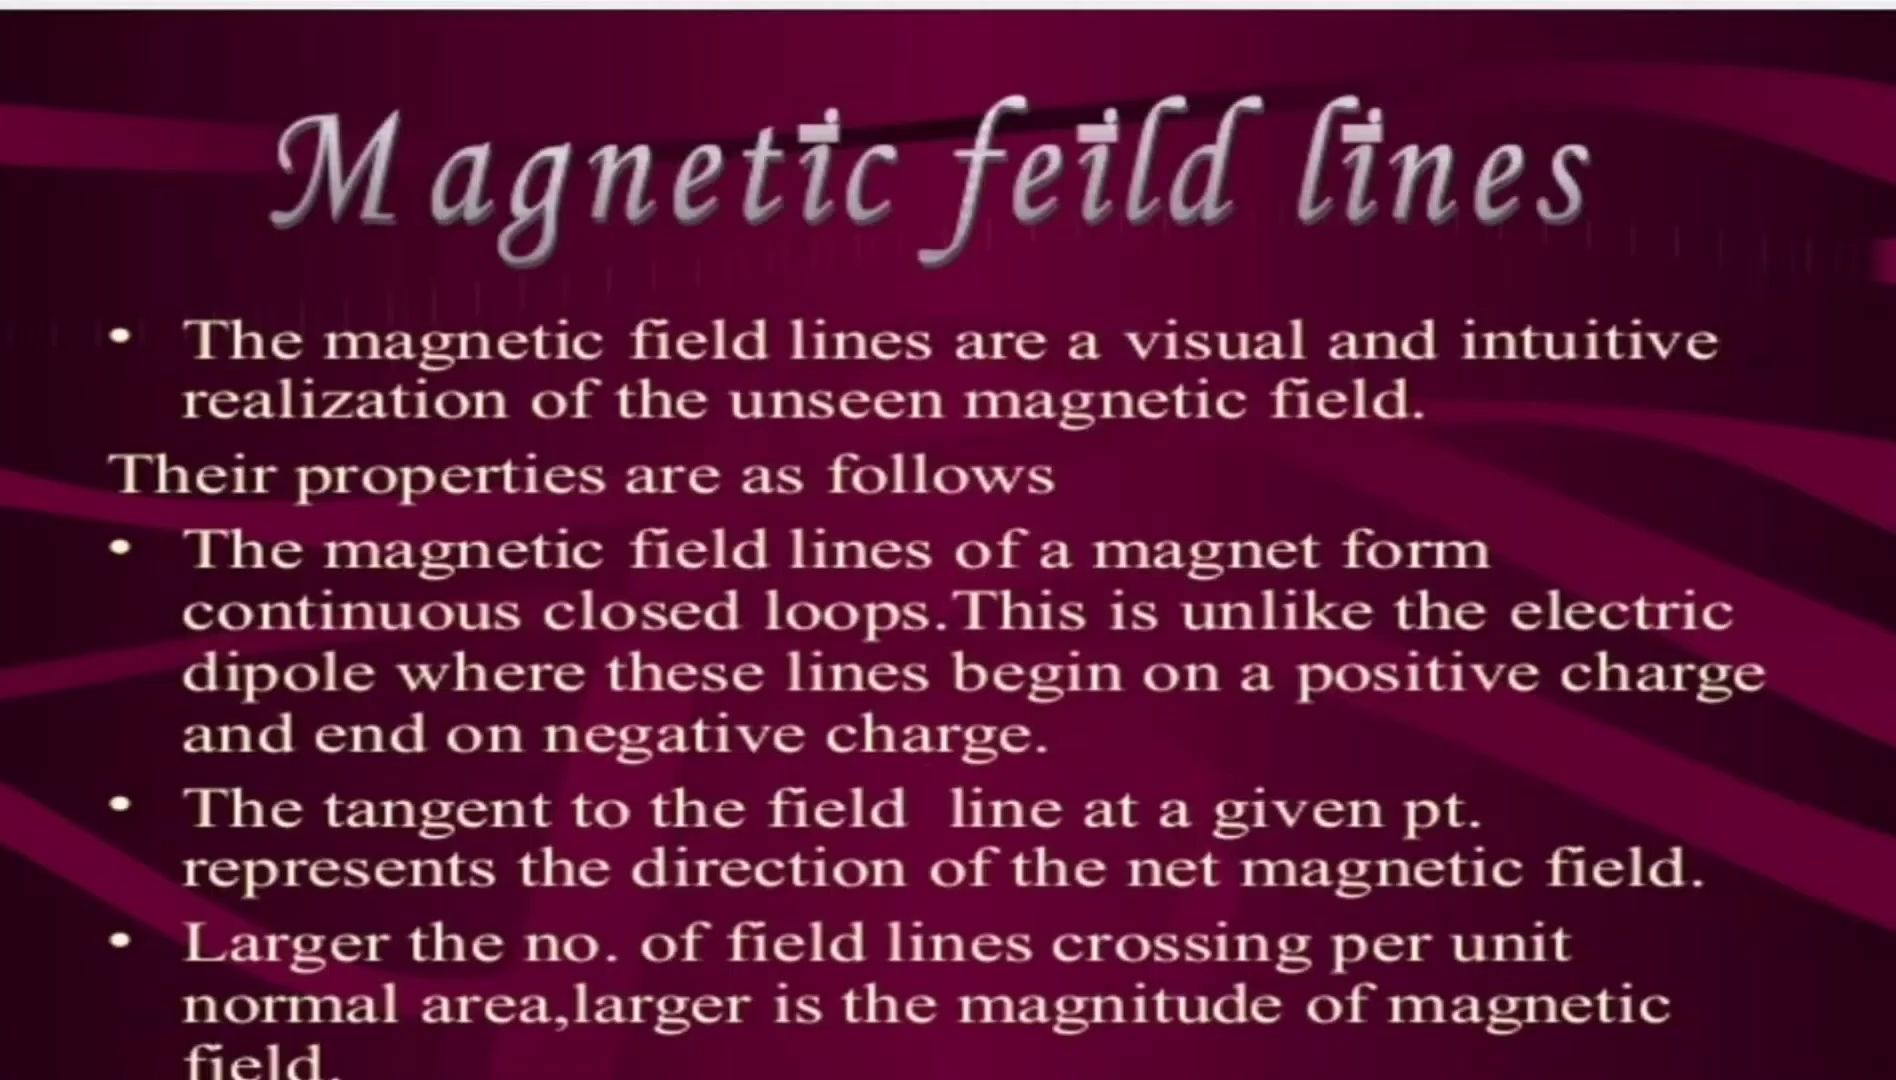 Magnetic feild lines
• The magnetic field lines are a visual and intuitive
realization of the unseen magnetic field.
Their properties are as follows
• The magnetic field lines of a magnet form
continuous closed loops.This is unlike the electric
dipole where these lines begin on a positive charge
and end on negative charge.
• The tangent to the field line at a given pt.
represents the direction of the net magnetic field.
• Larger the no. of field lines crossing per unit
normal area,larger is the magnitude of magnetic
field.